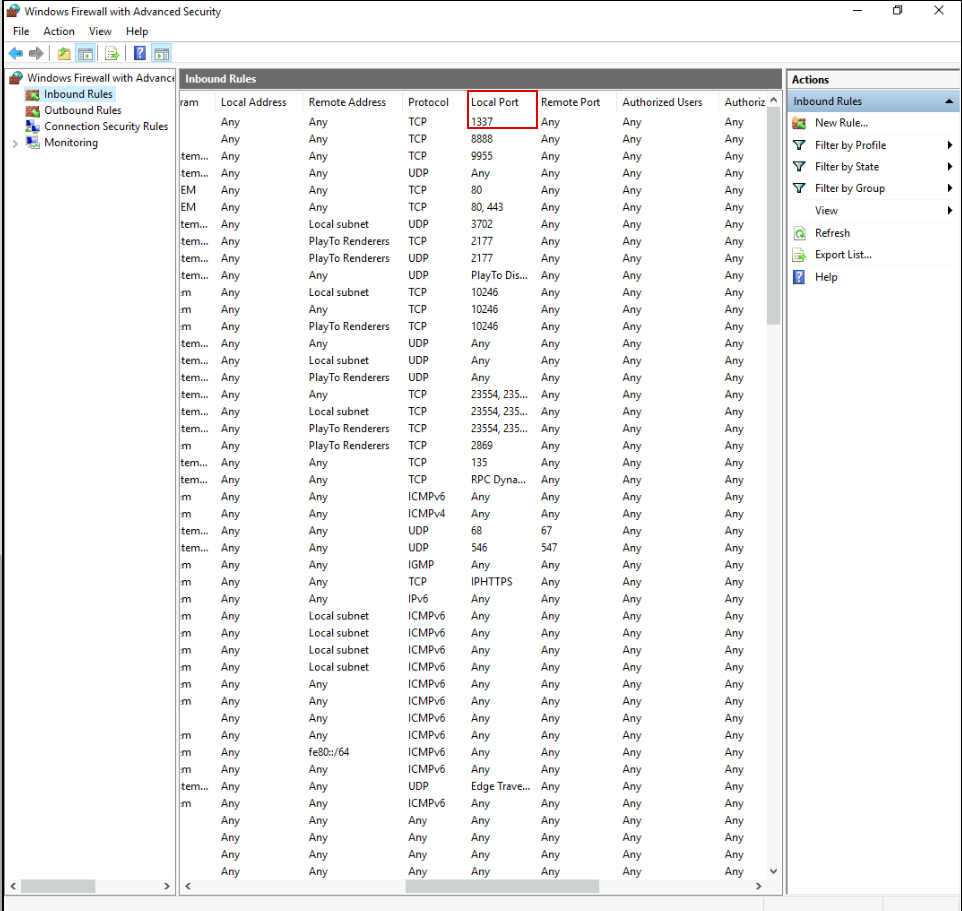 Windows Firewall with Advanced Security
File Action View Help
Windows Firewall with Advance
Inbound Rules
Outbound Rules
Connection Security Rules
Monitoring
Inbound Rules
ram Local Address Remote Address Protocol Local Port Remote Port Authorized Users Authoriz
Any Any TCP 1337 Any Any Any
Any Any TCP 8888 Any Any Any
tem... Any Any TCP 9955 Any Any Any
tem... Any Any UDP Any Any Any Any
EM Any Any TCP 80 Any Any Any
EM Any Any TCP 80, 443 Any Any Any
tem... Any Local subnet UDP 3702 Any Any Any
tem... Any PlayTo Renderers TCP 2177 Any Any Any
tem... Any PlayTo Renderers UDP 2177 Any Any Any
tem... Any Any UDP PlayTo Dis... Any Any Any
m Any Local subnet TCP 10246 Any Any Any
m Any Any TCP 10246 Any Any Any
m Any PlayTo Renderers TCP 10246 Any Any Any
tem... Any Any UDP Any Any Any Any
tem... Any Local subnet UDP Any Any Any Any
tem... Any PlayTo Renderers UDP Any Any Any Any
tem... Any Any TCP 23554, 235... Any Any Any
tem... Any Local subnet TCP 23554, 235... Any Any Any
tem... Any PlayTo Renderers TCP 23554, 235... Any Any Any
m Any PlayTo Renderers TCP 2869 Any Any Any
tem... Any Any TCP 135 Any Any Any
tem... Any Any TCP RPC Dyna... Any Any Any
m Any Any ICMPv6 Any Any Any Any
m Any Any ICMPv4 Any Any Any Any
tem... Any Any UDP 68 67 Any Any
tem... Any Any UDP 546 547 Any Any
m Any Any IGMP Any Any Any Any
m Any Any TCP IPHTTPS Any Any Any
m Any Any IPv6 Any Any Any Any
m Any Local subnet ICMPv6 Any Any Any Any
m Any Local subnet ICMPv6 Any Any Any Any
m Any Local subnet ICMPv6 Any Any Any Any
m Any Local subnet ICMPv6 Any Any Any Any
m Any Any ICMPv6 Any Any Any Any
m Any Any ICMPv6 Any Any Any Any
Any Any ICMPv6 Any Any Any Any
m Any Any ICMPv6 Any Any Any Any
m Any fe80::/64 ICMPv6 Any Any Any Any
m Any Any ICMPv6 Any Any Any Any
tem... Any Any UDP Edge Trave... Any Any Any
m Any Any ICMPv6 Any Any Any Any
Any Any Any Any Any Any Any
Any Any Any Any Any Any Any
Any Any Any Any Any Any Any
Any Any Any Any Any Any Any
Actions
Inbound Rules
New Rule...
Filter by Profile
Filter by State
Filter by Group
View
Refresh
Export List...
Help